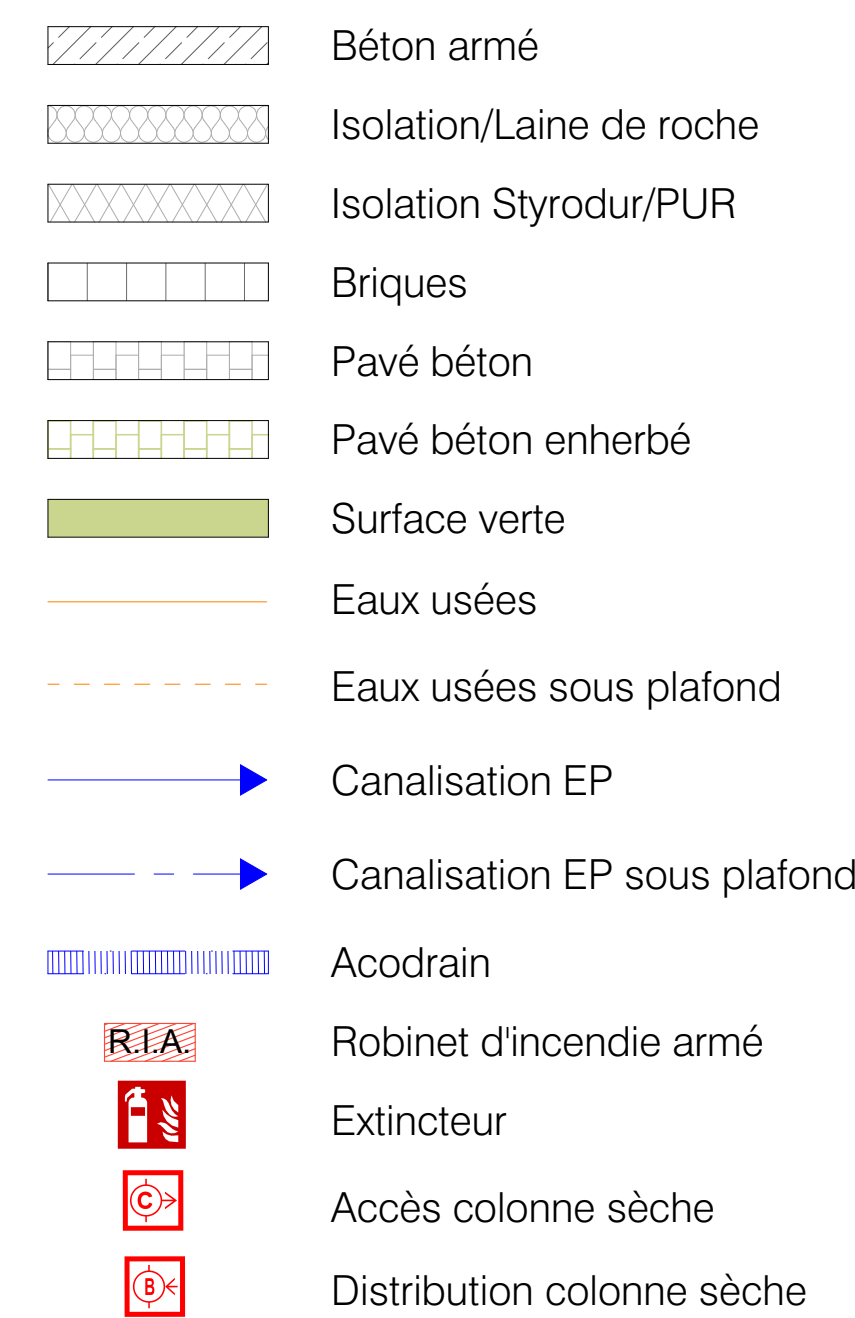 Béton armé
Isolation/Laine de roche
Isolation Styrodur/PUR
Briques
Pavé béton
Pavé béton enherbé
Surface verte
Eaux usées
Eaux usées sous plafond
Canalisation EP
Canalisation EP sous plafond
Acodrain
R.I.A. Robinet d'incendie armé
Extincteur
C Accès colonne sèche
B Distribution colonne sèche